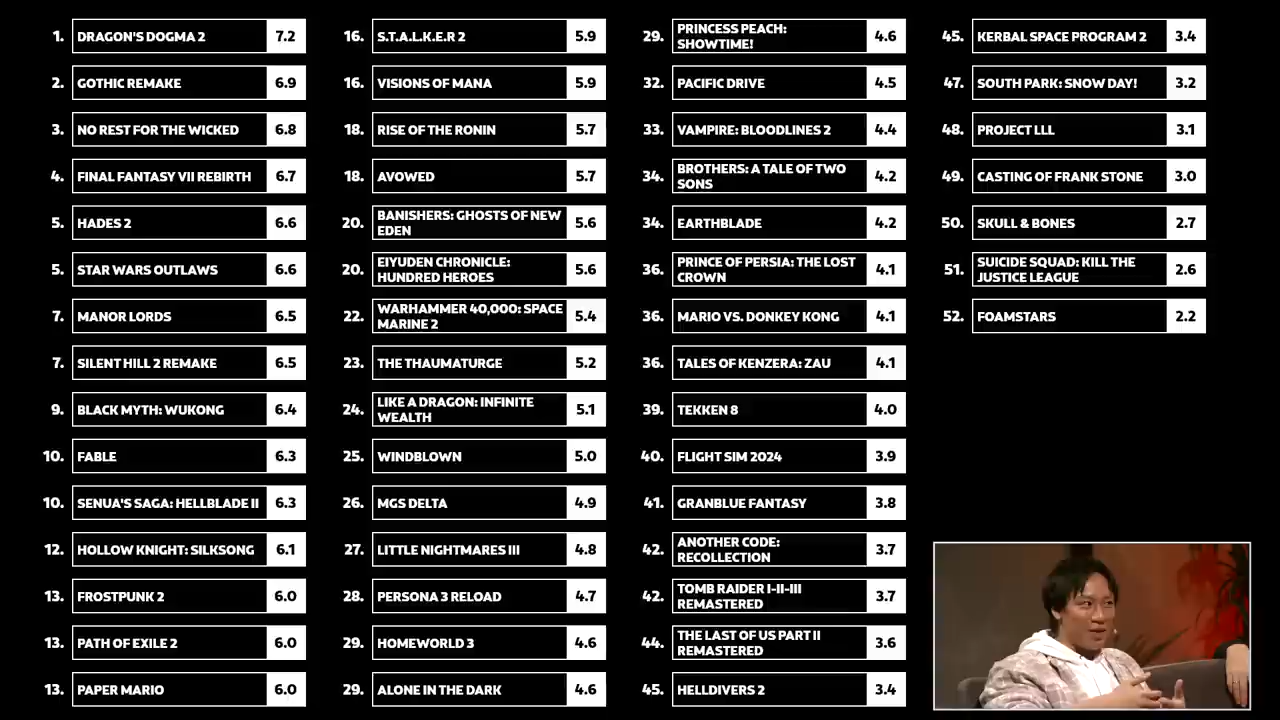 1. DRAGON'S DOGMA 2 7.2
2. GOTHIC REMAKE 6.9
3. NO REST FOR THE WICKED 6.8
4. FINAL FANTASY VII REBIRTH 6.7
5. HADES 2 6.6
5. STAR WARS OUTLAWS 6.6
7. MANOR LORDS 6.5
7. SILENT HILL 2 REMAKE 6.5
9. BLACK MYTH: WUKONG 6.4
10. FABLE 6.3
10. SENUA'S SAGA: HELLBLADE II 6.3
12. HOLLOW KNIGHT: SILKSONG 6.1
13. FROSTPUNK 2 6.0
13. PATH OF EXILE 2 6.0
13. PAPER MARIO 6.0
16. S.T.A.L.K.E.R 2 5.9
16. VISIONS OF MANA 5.9
18. RISE OF THE RONIN 5.7
18. AVOWED 5.7
20. BANISHERS: GHOSTS OF NEW
EDEN 5.6
20. EIYUDEN CHRONICLE:
HUNDRED HEROES 5.6
22. WARHAMMER 40,000: SPACE
MARINE 2 5.4
23. THE THAUMATURGE 5.2
24. LIKE A DRAGON: INFINITE
WEALTH 5.1
25. WINDBLOWN 5.0
26. MGS DELTA 4.9
27. LITTLE NIGHTMARES III 4.8
28. PERSONA 3 RELOAD 4.7
29. HOMEWORLD 3 4.6
29. ALONE IN THE DARK 4.6
29. PRINCESS PEACH:
SHOWTIME! 4.6
32. PACIFIC DRIVE 4.5
33. VAMPIRE: BLOODLINES 2 4.4
34. BROTHERS: A TALE OF TWO
SONS 4.2
34. EARTHBLADE 4.2
36. PRINCE OF PERSIA: THE LOST
CROWN 4.1
36. MARIO VS. DONKEY KONG 4.1
36. TALES OF KENZERA: ZAU 4.1
39. TEKKEN 8 4.0
40. FLIGHT SIM 2024 3.9
41. GRANBLUE FANTASY 3.8
42. ANOTHER CODE:
RECOLLECTION 3.7
42. TOMB RAIDER I-II-III
REMASTERED 3.7
44. THE LAST OF US PART II
REMASTERED 3.6
45. HELLDIVERS 2 3.4
45. KERBAL SPACE PROGRAM 2 3.4
47. SOUTH PARK: SNOW DAY! 3.2
48. PROJECT LLL 3.1
49. CASTING OF FRANK STONE 3.0
50. SKULL & BONES 2.7
51. SUICIDE SQUAD: KILL THE
JUSTICE LEAGUE 2.6
52. FOAMSTARS 2.2